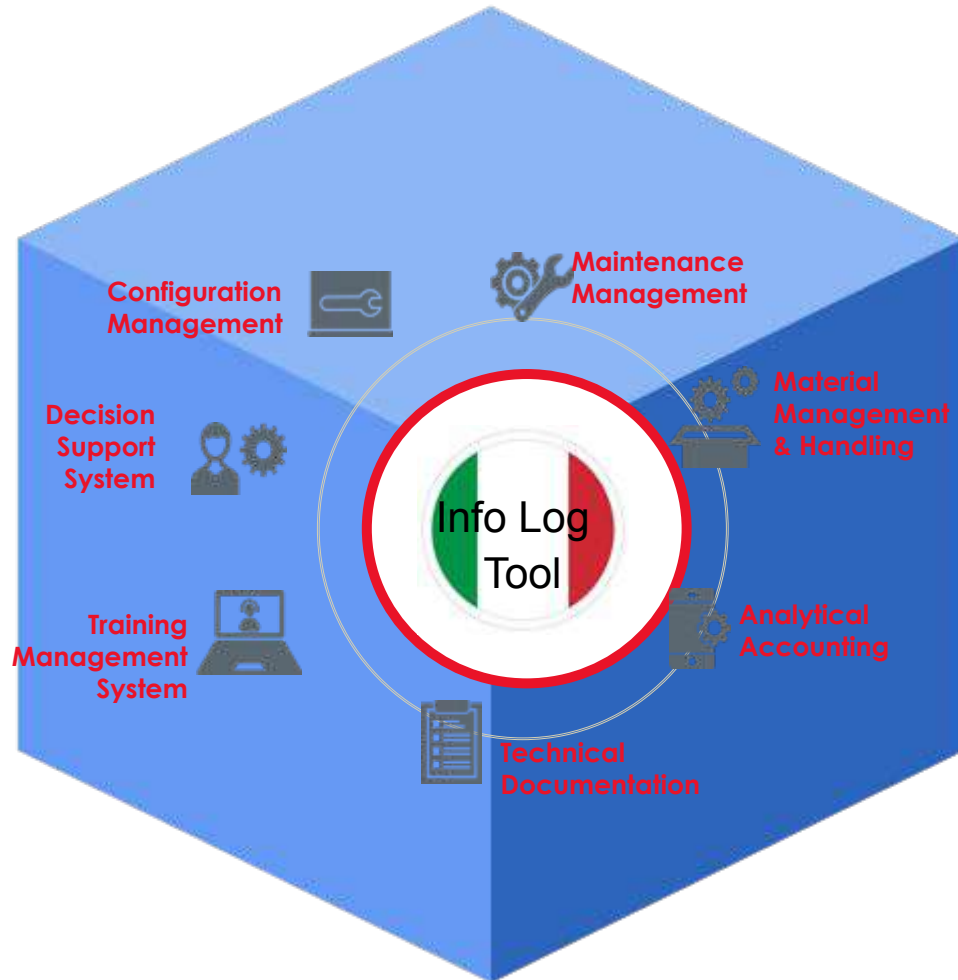 Maintenance
Management
Configuration
Management
Material
Management
& Handling
Decision
Support
System
Info Log
Tool
Analytical
Accounting
Training
Management
System
Technical
Documentation